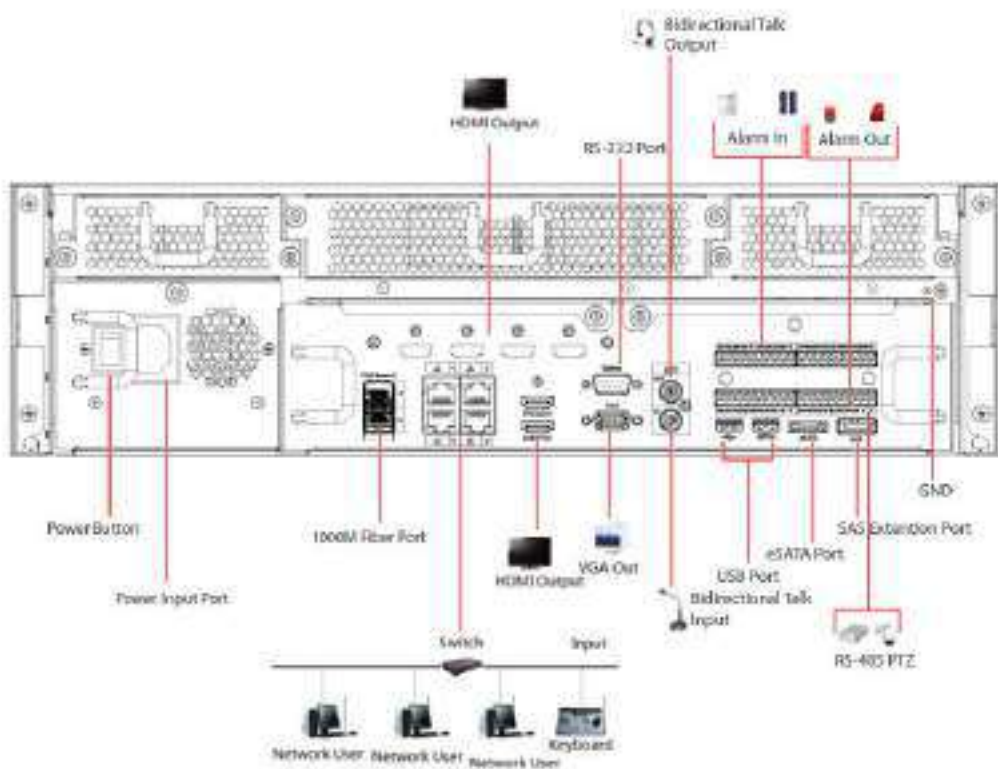 Bidirectional Talk
Output
HDMI Output
RS-232 Port
Alarm In
Alarm Out
GND
Power Button
1000M Fiber Port
SAS Extention Port
eSATA Port
HDMI Output
VGA Out
USB Port
Power Input Port
Bidirectional Talk
Input
Switch
Input
RS-485 PTZ
Network User
Network User
Network User
Keyboard